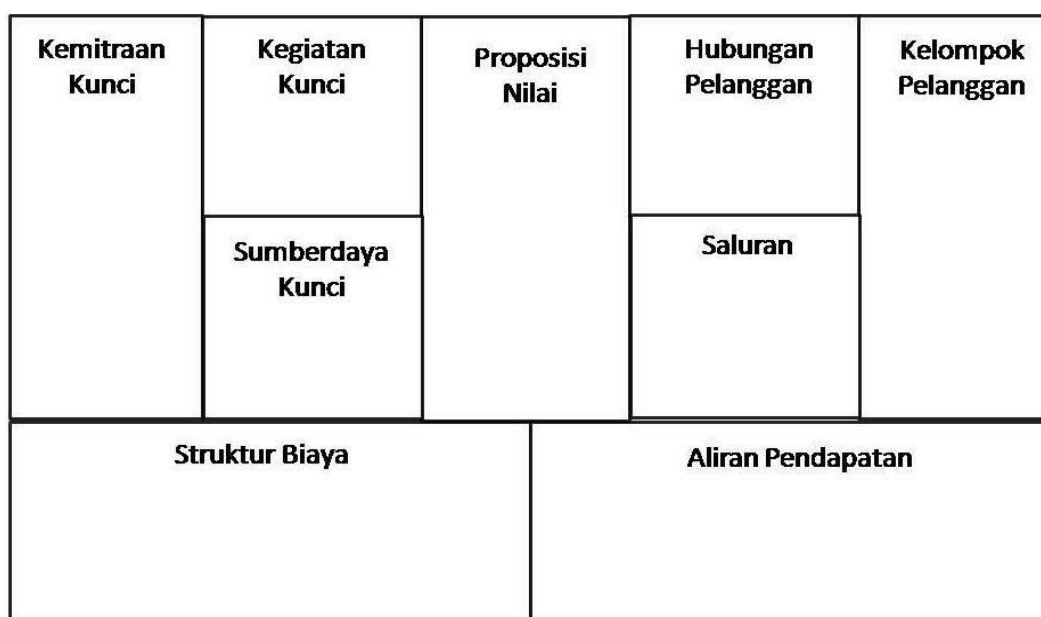 Kemitraan
Kunci
Kegiatan
Kunci
Sumberdaya
Kunci
Proposisi
Nilai
Hubungan
Pelanggan
Saluran
Kelompok
Pelanggan
Struktur Biaya
Aliran Pendapatan